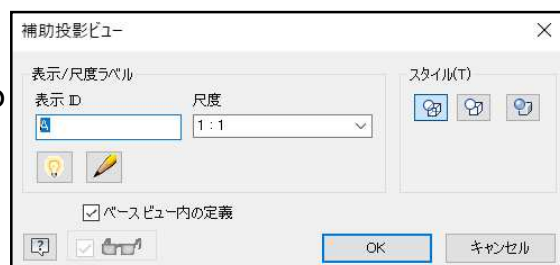 補助投影ビュー
表示/尺度ラベル
スタイル(T)
表示 ID
尺度
A
1 : 1
ベース ビュー内の定義
OK
キャンセル